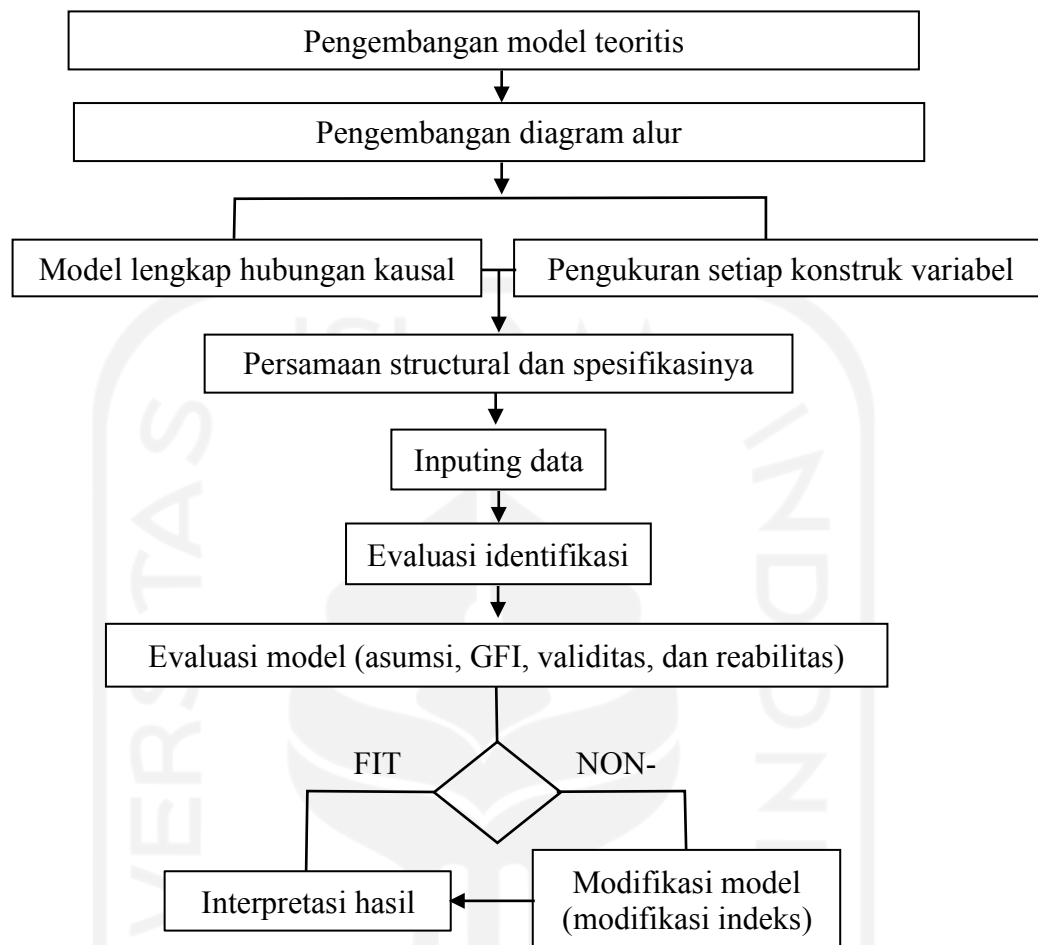 Pengembangan model teoritis
Pengembangan diagram alur
Model lengkap hubungan kausal
Pengukuran setiap konstruk variabel
Persamaan structural dan spesifikasinya
Inputing data
Evaluasi identifikasi
Evaluasi model (asumsi, GFI, validitas, dan reabilitas)
FIT
NON-
Interpretasi hasil
Modifikasi model
(modifikasi indeks)